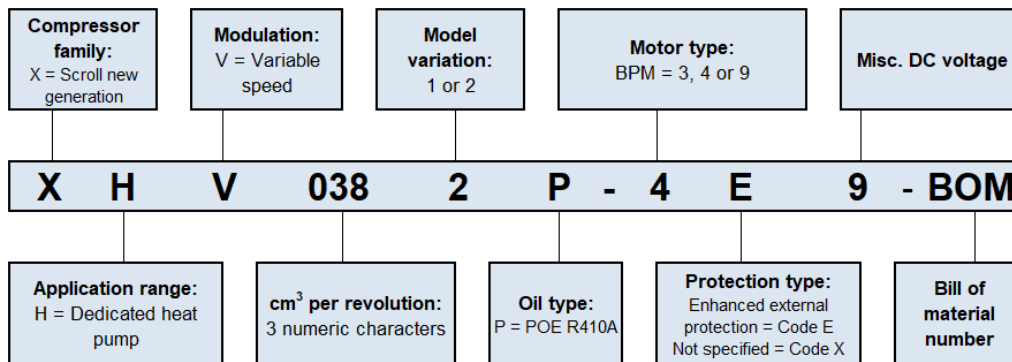 Compressor
family:
X = Scroll new
generation
Modulation:
V = Variable
speed
Model
variation:
1 or 2
Motor type:
BPM = 3, 4 or 9
Misc. DC voltage
X H V 038 2 P - 4 E 9 - BOM
Application range:
H = Dedicated heat
pump
cm³ per revolution:
3 numeric characters
Oil type:
P = POE R410A
Protection type:
Enhanced external
protection = Code E
Not specified = Code X
Bill of
material
number